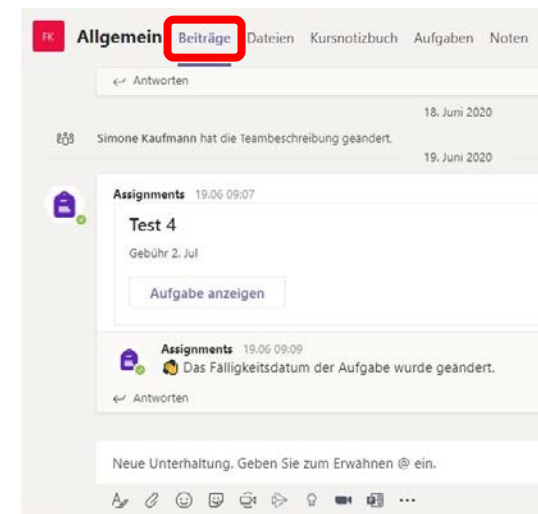 FK Allgemein Beiträge Dateien Kursnotizbuch Aufgaben Noten
Antworten
18. Juni 2020
Simone Kaufmann hat die Teambeschreibung geändert.
19. Juni 2020
Assignments 19.06 09:07
Test 4
Gebühr 2. Jul
Aufgabe anzeigen
Assignments 19.06 09:09
Das Fälligkeitsdatum der Aufgabe wurde geändert.
Antworten
Neue Unterhaltung. Geben Sie zum Erwähnen @ ein.